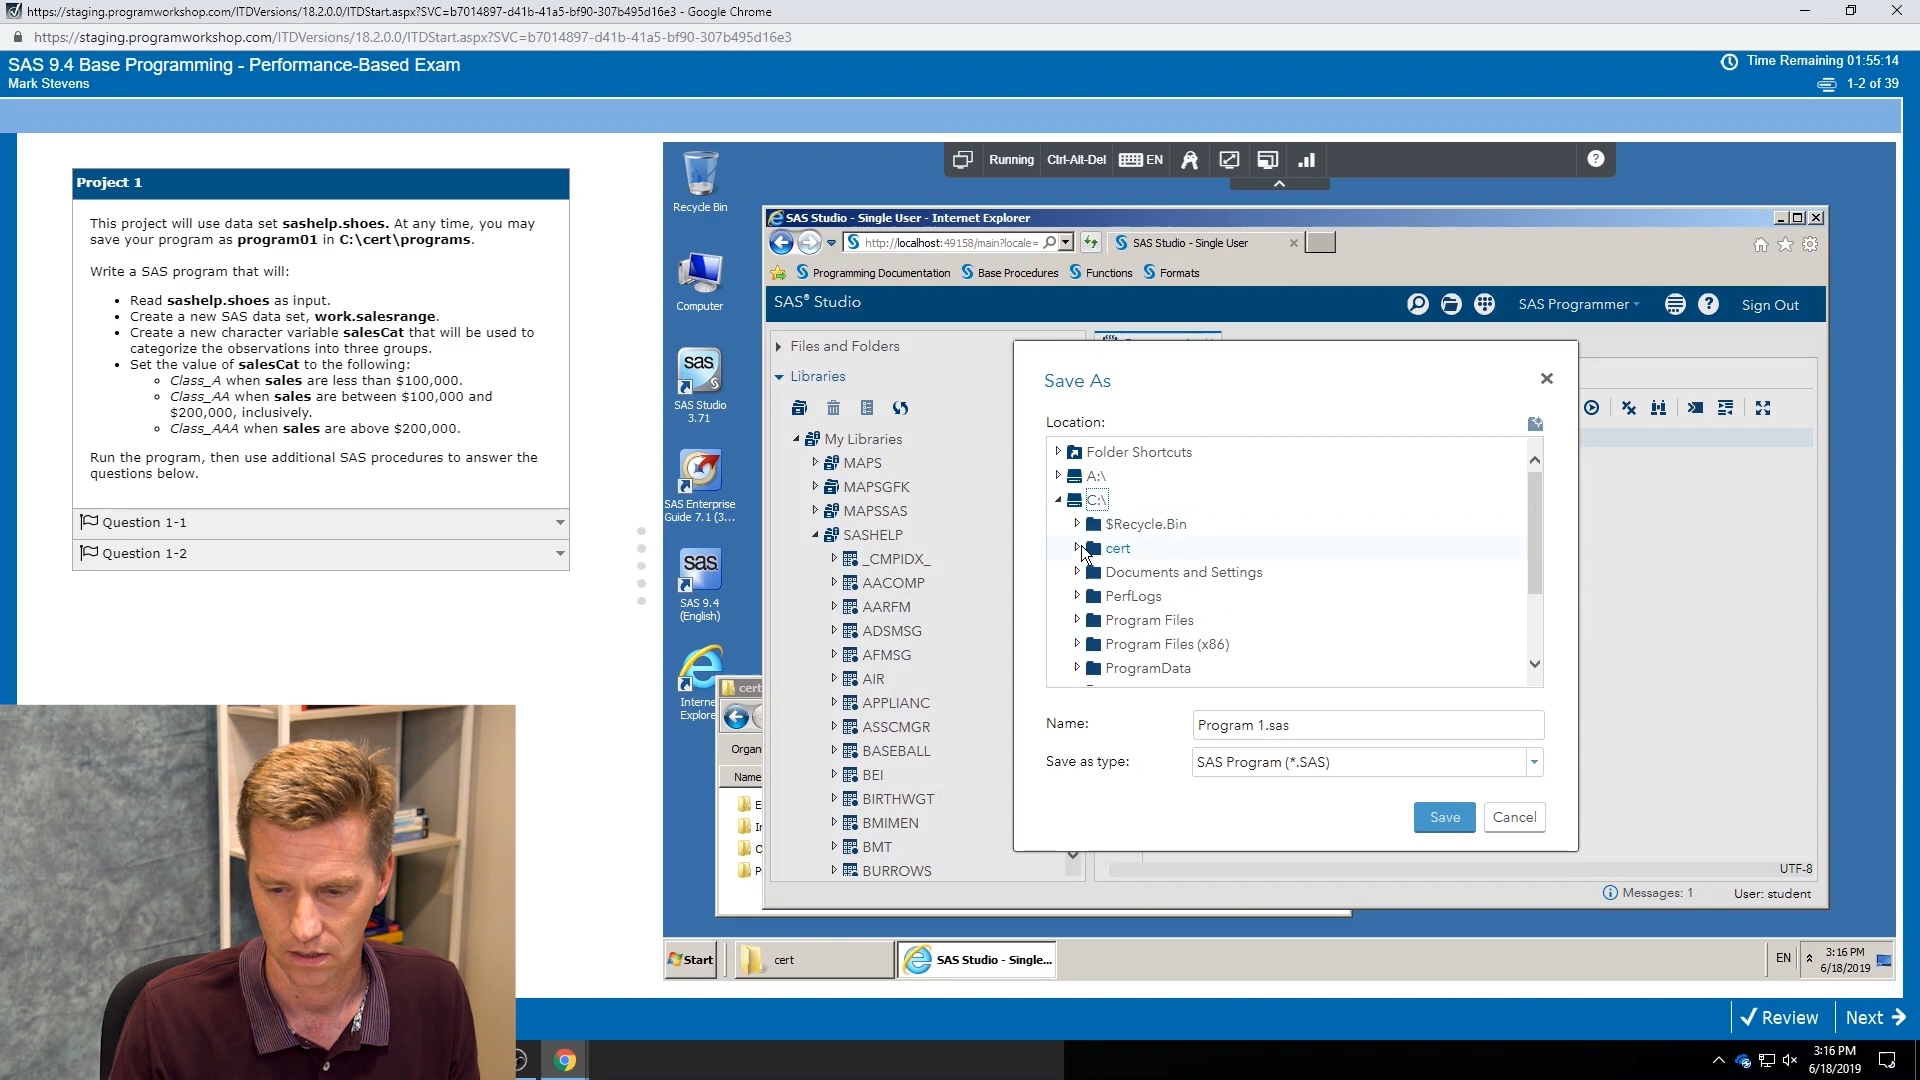 https://staging.programworkshop.com/ITDVersions/18.2.0.0/ITDStart.aspx?SVC=b7014897-d41b-41a5-bf90-307b495d16e3 - Google Chrome
https://staging.programworkshop.com/ITDVersions/18.2.0.0/ITDStart.aspx?SVC=b7014897-d41b-41a5-bf90-307b495d16e3
SAS 9.4 Base Programming - Performance-Based Exam
Mark Stevens
Time Remaining 01:55:14
1-2 of 39
Project 1
This project will use data set sashelp.shoes. At any time, you may
save your program as program01 in C:\cert\programs.
Write a SAS program that will:
• Read sashelp.shoes as input.
• Create a new SAS data set, work.salesrange.
• Create a new character variable salesCat that will be used to
categorize the observations into three groups.
• Set the value of salesCat to the following:
Class_A when sales are less than $100,000.
Class_AA when sales are between $100,000 and
$200,000, inclusively.
Class_AAA when sales are above $200,000.
Run the program, then use additional SAS procedures to answer the
questions below.
Question 1-1
Question 1-2
Recycle Bin
Computer
sas
SAS Studio
3.71
SAS Enterprise
Guide 7.1 (3...
sas
SAS 9.4
(English)
Interne
Explore
Running
Ctrl-Alt-Del
EN
SAS Studio - Single User - Internet Explorer
http://localhost:49158/main?locale=
SAS Studio - Single User
Programming Documentation
Base Procedures
Functions
Formats
SAS® Studio
SAS Programmer
Sign Out
Files and Folders
Libraries
My Libraries
MAPS
MAPSGFK
MAPSSAS
SASHELP
_CMPIDX_
AACOMP
AARFM
ADSMSG
AFMSG
AIR
APPLIANC
ASSCMGR
BASEBALL
BEI
BIRTHWGT
BMIMEN
BMT
BURROWS
Save As
Location:
Folder Shortcuts
A:\
C:\
$Recycle.Bin
cert
Documents and Settings
PerfLogs
Program Files
Program Files (x86)
ProgramData
Name:
Program 1.sas
Save as type:
SAS Program (*.SAS)
Save
Cancel
UTF-8
Messages: 1
User: student
cert
Organ
Name
Start
cert
SAS Studio - Single...
EN
3:16 PM
6/18/2019
Review
Next
3:16 PM
6/18/2019